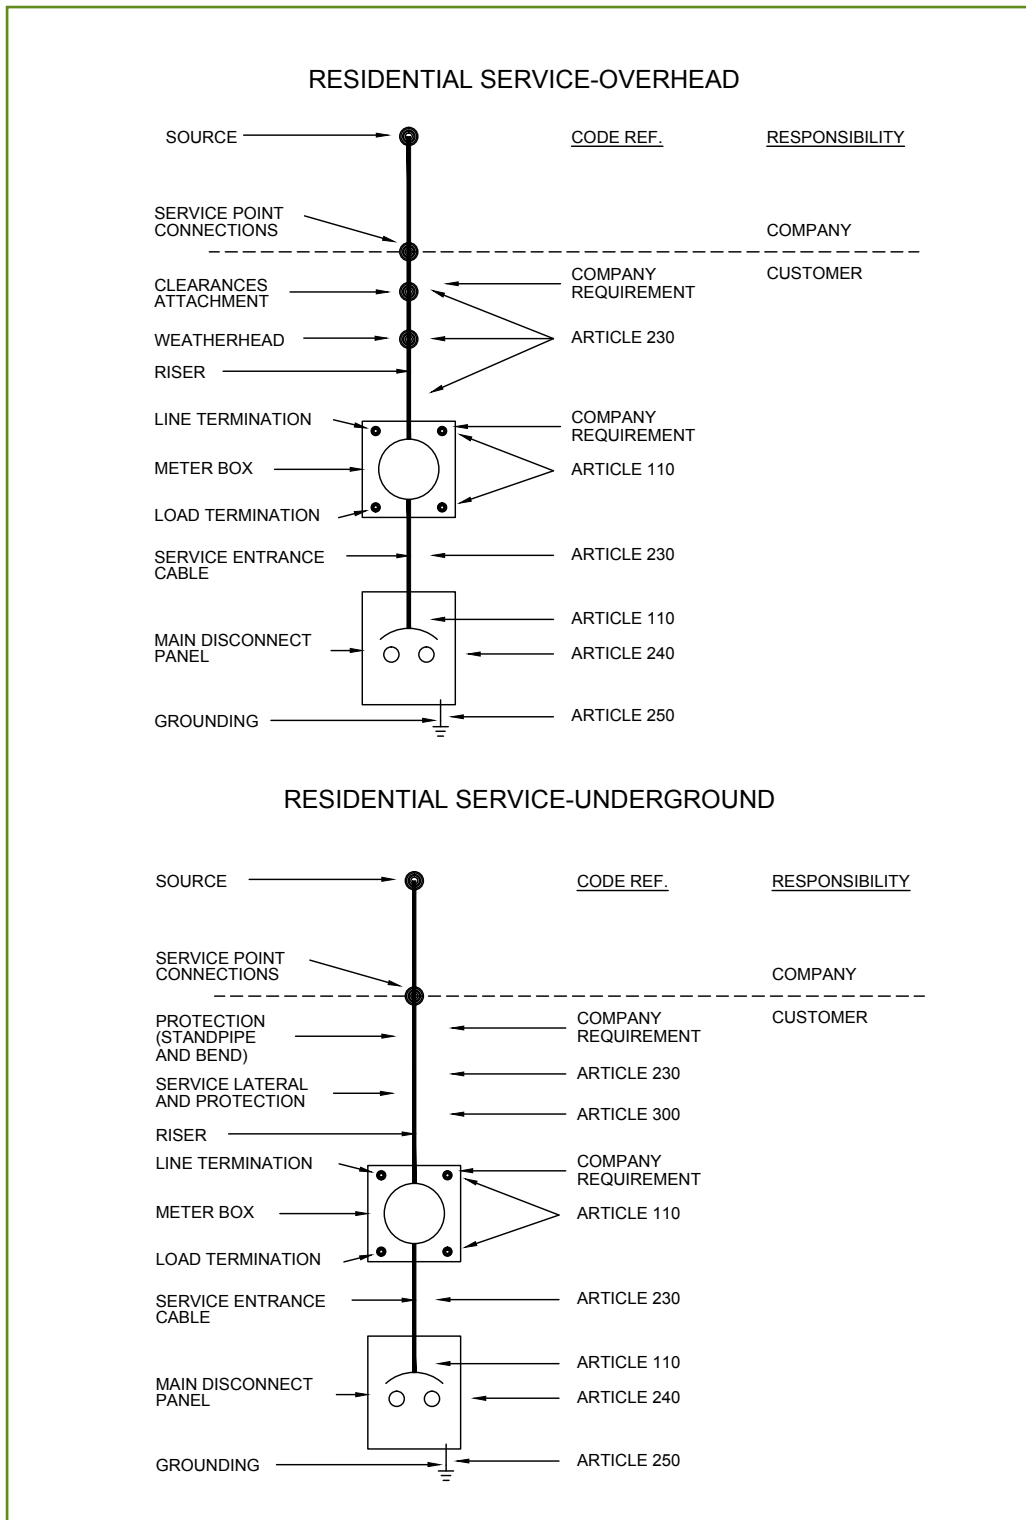 RESIDENTIAL SERVICE-OVERHEAD
SOURCE
CODE REF.
RESPONSIBILITY
SERVICE POINT
CONNECTIONS
COMPANY
CUSTOMER
CLEARANCES
ATTACHMENT
COMPANY
REQUIREMENT
WEATHERHEAD
ARTICLE 230
RISER
LINE TERMINATION
COMPANY
REQUIREMENT
METER BOX
ARTICLE 110
LOAD TERMINATION
SERVICE ENTRANCE
CABLE
ARTICLE 230
ARTICLE 110
MAIN DISCONNECT
PANEL
ARTICLE 240
GROUNDING
ARTICLE 250
RESIDENTIAL SERVICE-UNDERGROUND
SOURCE
CODE REF.
RESPONSIBILITY
SERVICE POINT
CONNECTIONS
COMPANY
CUSTOMER
PROTECTION
(STANDPIPE
AND BEND)
COMPANY
REQUIREMENT
ARTICLE 230
SERVICE LATERAL
AND PROTECTION
ARTICLE 300
RISER
LINE TERMINATION
COMPANY
REQUIREMENT
METER BOX
ARTICLE 110
LOAD TERMINATION
SERVICE ENTRANCE
CABLE
ARTICLE 230
ARTICLE 110
MAIN DISCONNECT
PANEL
ARTICLE 240
GROUNDING
ARTICLE 250